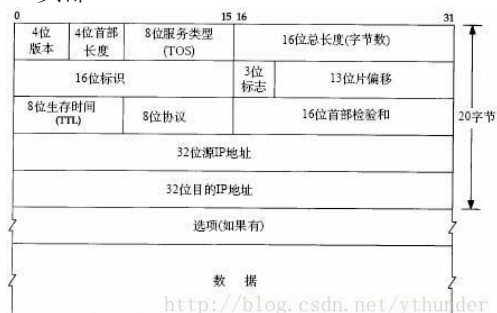 0 15 16 31
4位版本 4位首部长度 8位服务类型(TOS) 16位总长度(字节数)
16位标识 3位标志 13位片偏移
8位生存时间(TTL) 8位协议 16位首部检验和
20字节
32位源IP地址
32位目的IP地址
选项(如果有)
数 据
http://blog.csdn.net/ythunder